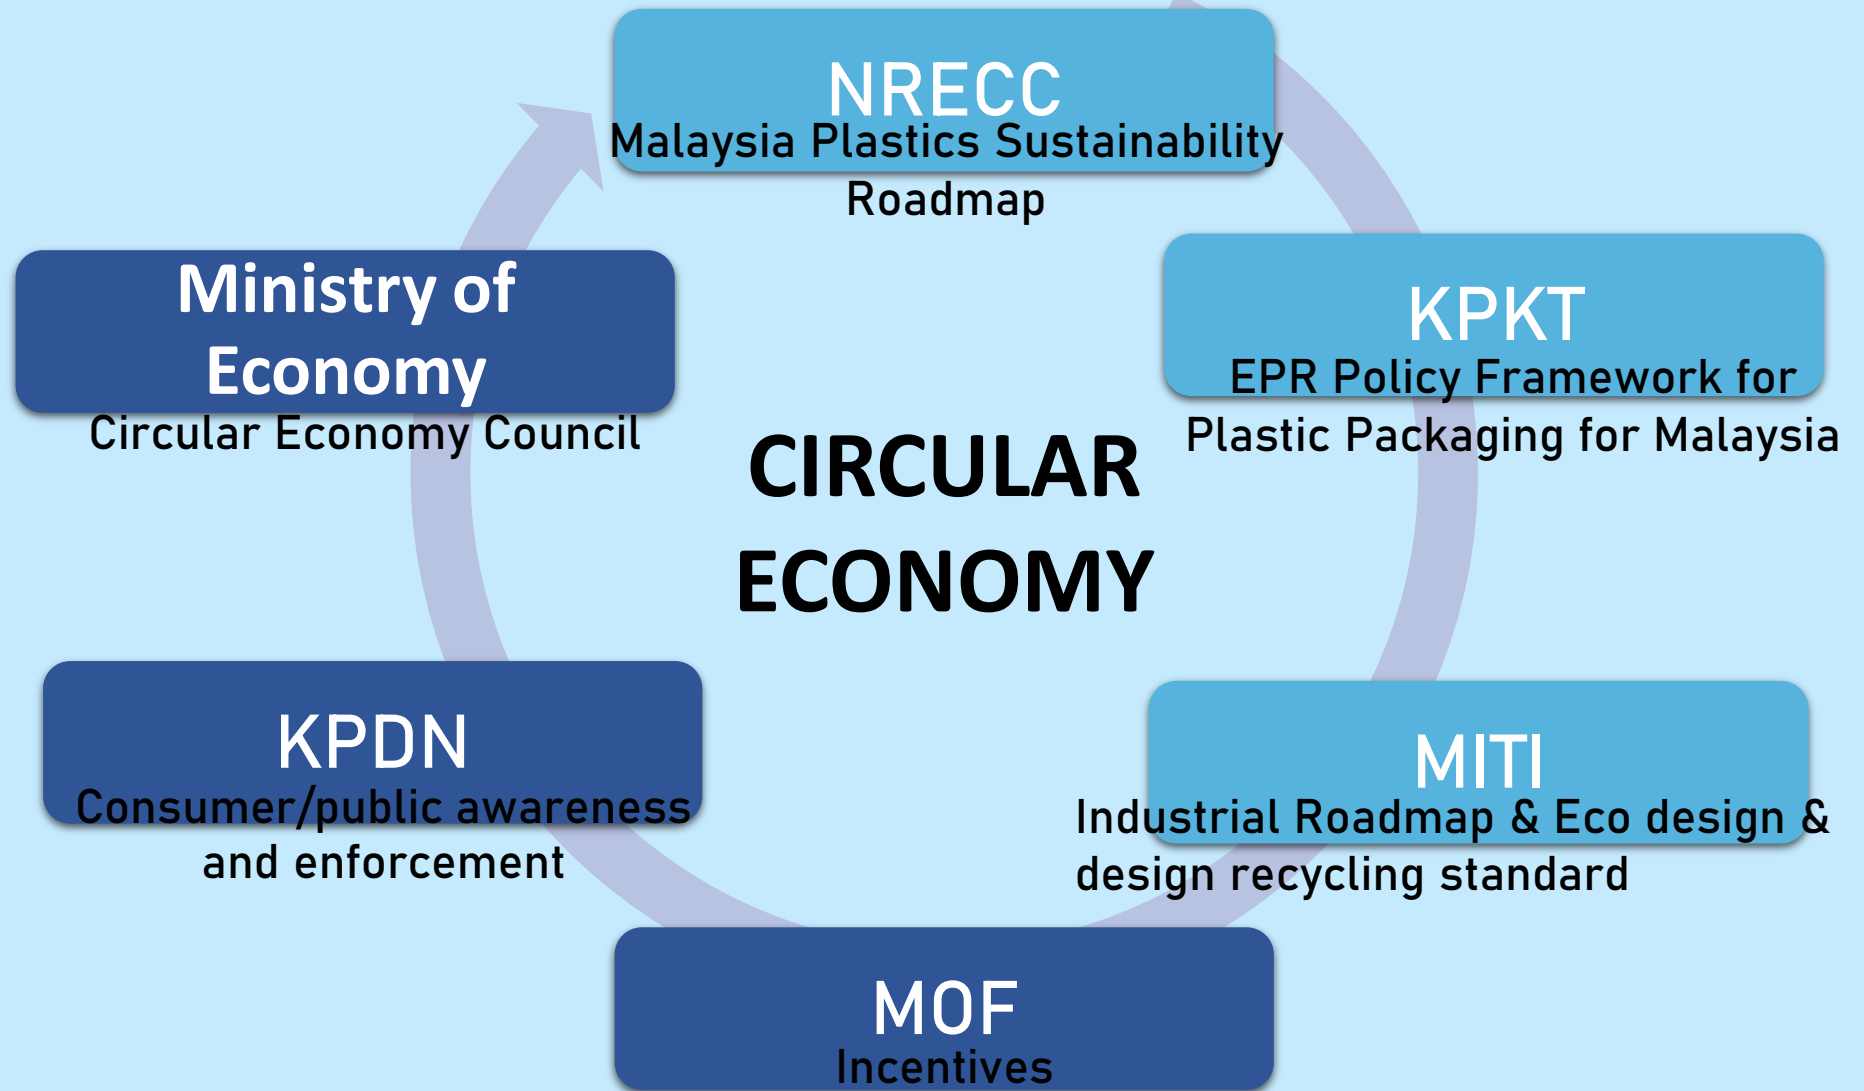 NRECC
Malaysia Plastics Sustainability
Roadmap
KPKT
EPR Policy Framework for
Plastic Packaging for Malaysia
MITI
Industrial Roadmap & Eco design &
design recycling standard
MOF
Incentives
KPDN
Consumer/public awareness
and enforcement
Ministry of
Economy
Circular Economy Council
CIRCULAR
ECONOMY